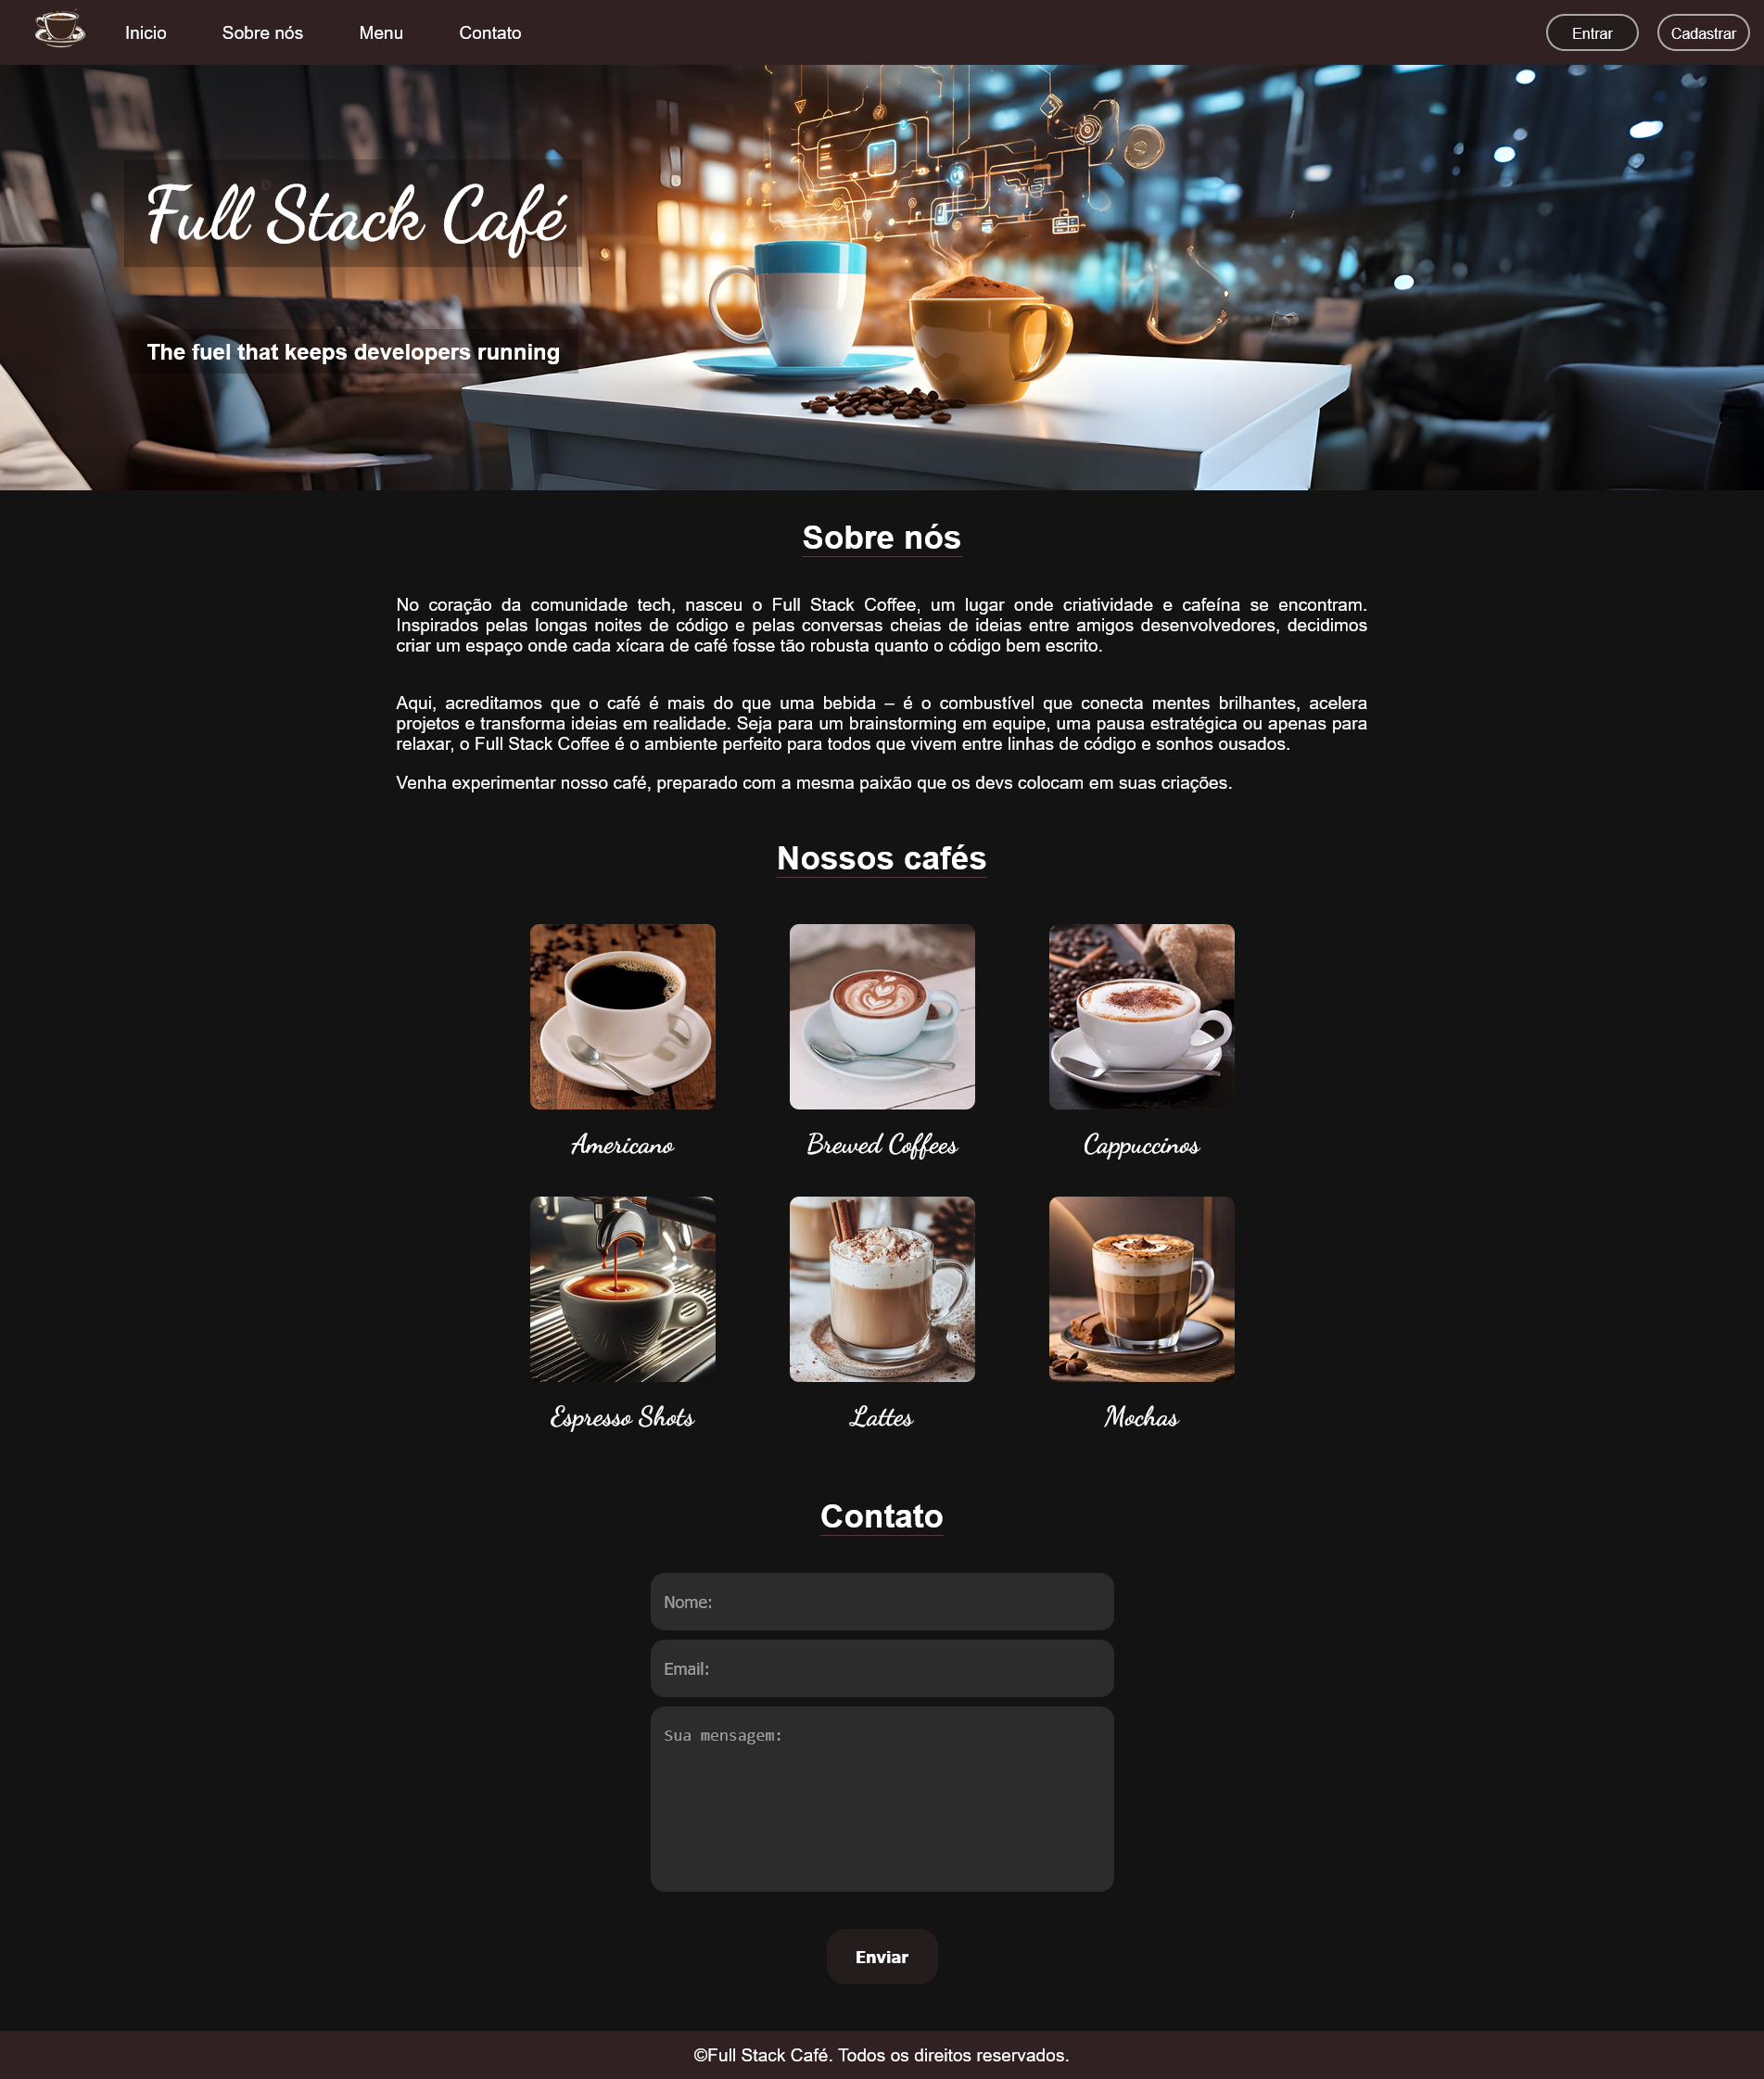 Inicio
Sobre nós
Menu
Contato
Entrar
Cadastrar
Full Stack Café
The fuel that keeps developers running
Sobre nós
No coração da comunidade tech, nasceu o Full Stack Coffee, um lugar onde criatividade e cafeína se encontram.
Inspirados pelas longas noites de código e pelas conversas cheias de ideias entre amigos desenvolvedores, decidimos
criar um espaço onde cada xícara de café fosse tão robusta quanto o código bem escrito.
Aqui, acreditamos que o café é mais do que uma bebida – é o combustível que conecta mentes brilhantes, acelera
projetos e transforma ideias em realidade. Seja para um brainstorming em equipe, uma pausa estratégica ou apenas para
relaxar, o Full Stack Coffee é o ambiente perfeito para todos que vivem entre linhas de código e sonhos ousados.
Venha experimentar nosso café, preparado com a mesma paixão que os devs colocam em suas criações.
Nossos cafés
Americano
Brewed Coffees
Cappuccinos
Espresso Shots
Lattes
Mochas
Contato
Nome:
Email:
Sua mensagem:
Enviar
©Full Stack Café. Todos os direitos reservados.